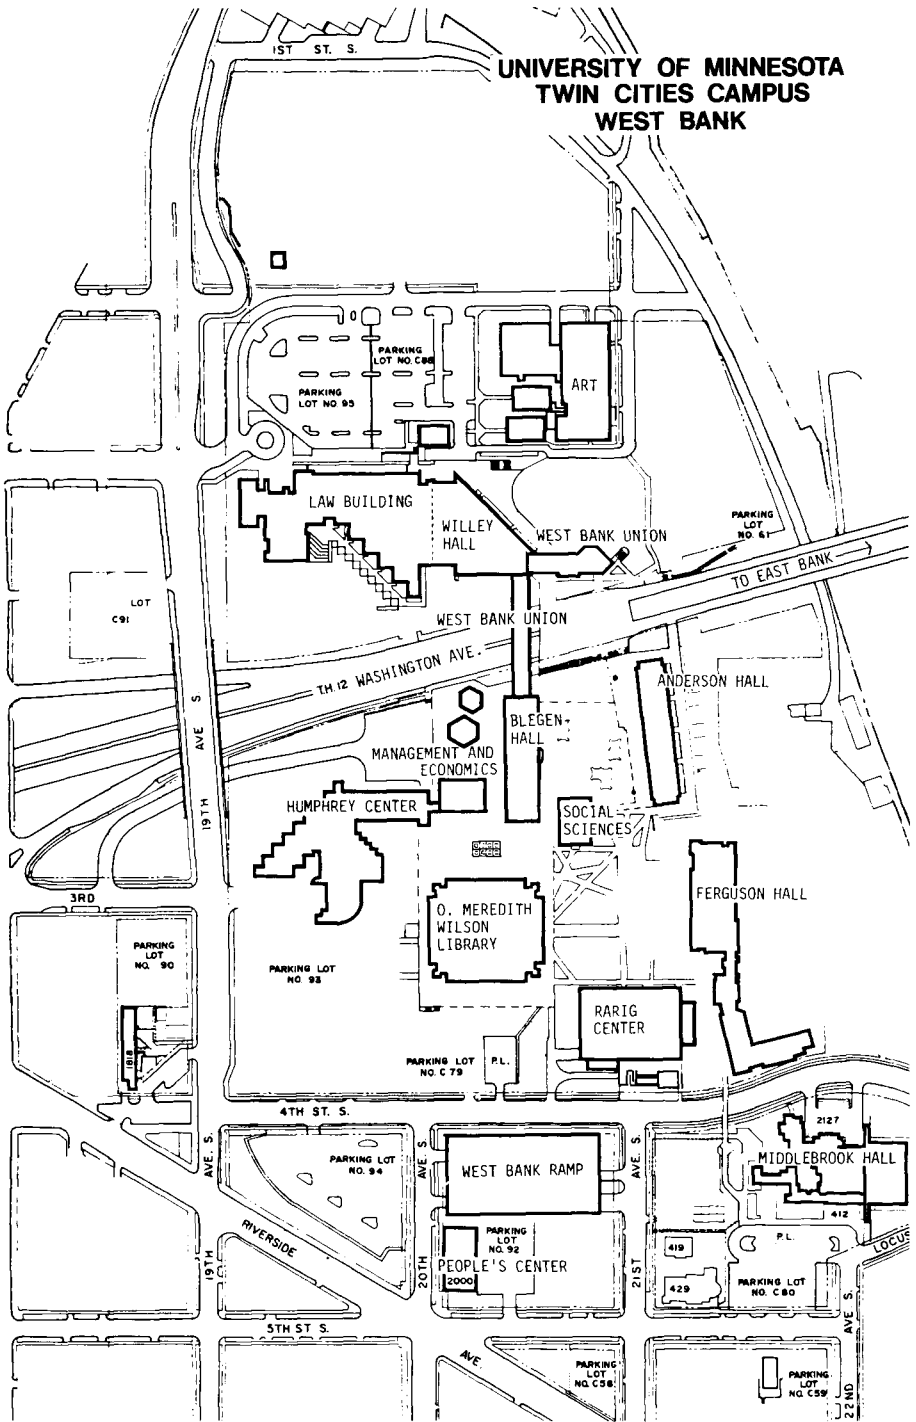 1ST ST. S.
UNIVERSITY OF MINNESOTA
TWIN CITIES CAMPUS
WEST BANK
PARKING
LOT NO. C86
PARKING
LOT NO. 95
ART
LAW BUILDING
WILLEY
HALL
WEST BANK UNION
PARKING
LOT
NO. 61
TO EAST BANK
LOT
C91
WEST BANK UNION
TH.12 WASHINGTON AVE.
ANDERSON HALL
19TH AVE S
BLEGEN
HALL
MANAGEMENT AND
ECONOMICS
HUMPHREY CENTER
SOCIAL
SCIENCES
3RD
FERGUSON HALL
O. MEREDITH
WILSON
LIBRARY
PARKING
LOT
NO. 90
PARKING LOT
NO. 93
RARIG
CENTER
1818
PARKING LOT
NO. C 79
P.L.
4TH ST. S.
2127
19TH AVE. S.
PARKING LOT
NO. 94
20TH AVE. S.
WEST BANK RAMP
21ST AVE. S.
MIDDLEBROOK HALL
412
RIVERSIDE
PARKING
LOT
NO. 92
419
P.L.
LOCUS
PEOPLE'S CENTER
2000
429
PARKING LOT
NO. C80
5TH ST S.
22ND AVE S.
AVE.
PARKING
LOT
NO. C58
PARKING
LOT
NO. C59